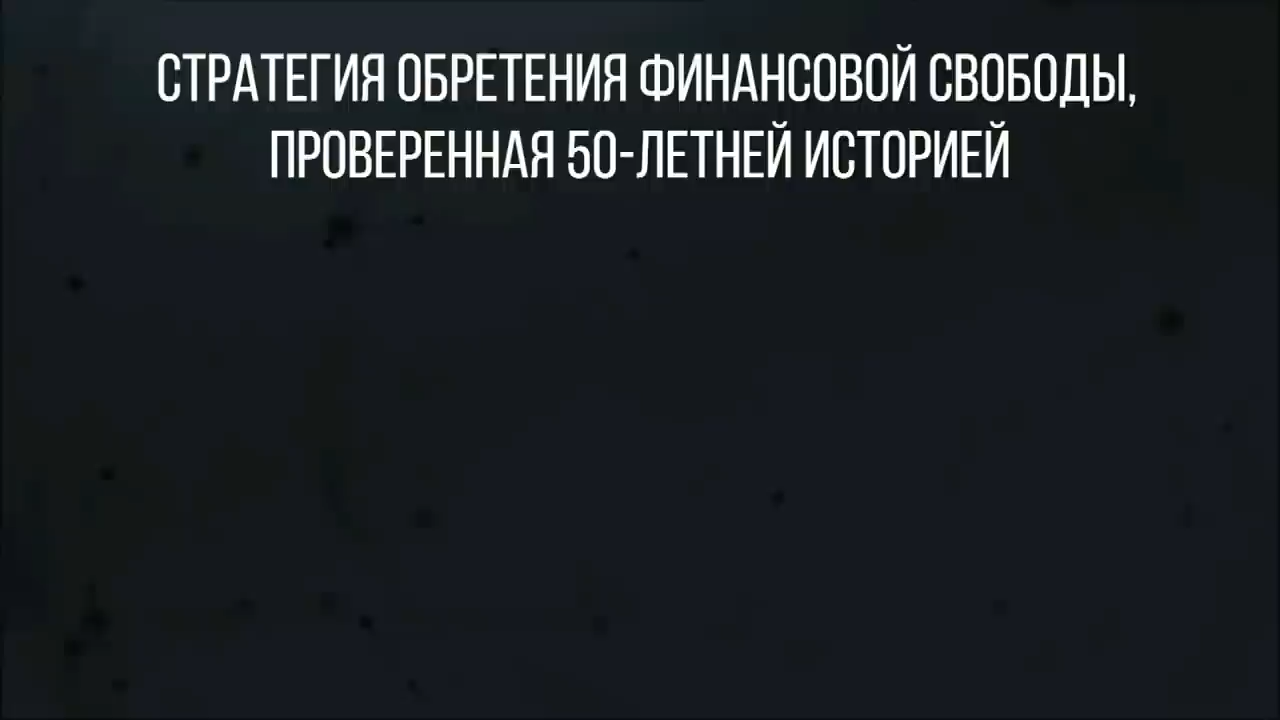 СТРАТЕГИЯ ОБРЕТЕНИЯ ФИНАНСОВОЙ СВОБОДЫ,
ПРОВЕРЕННАЯ 50-ЛЕТНЕЙ ИСТОРИЕЙ